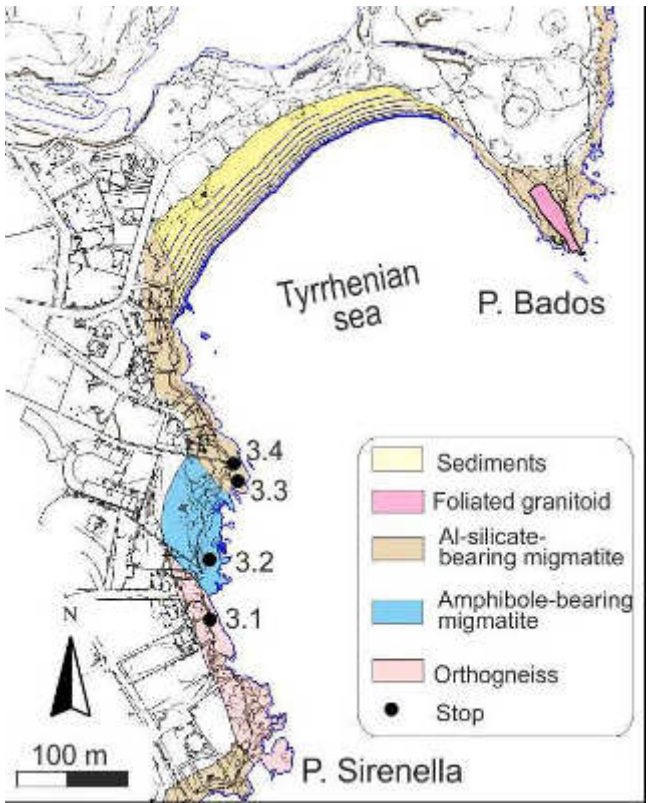 Tyrrhenian
sea
P. Bados
3.4
3.3
3.2
3.1
Sediments
Foliated granitoid
Al-silicate-
bearing migmatite
Amphibole-bearing
migmatite
Orthogneiss
Stop
N
100 m
P. Sirenella